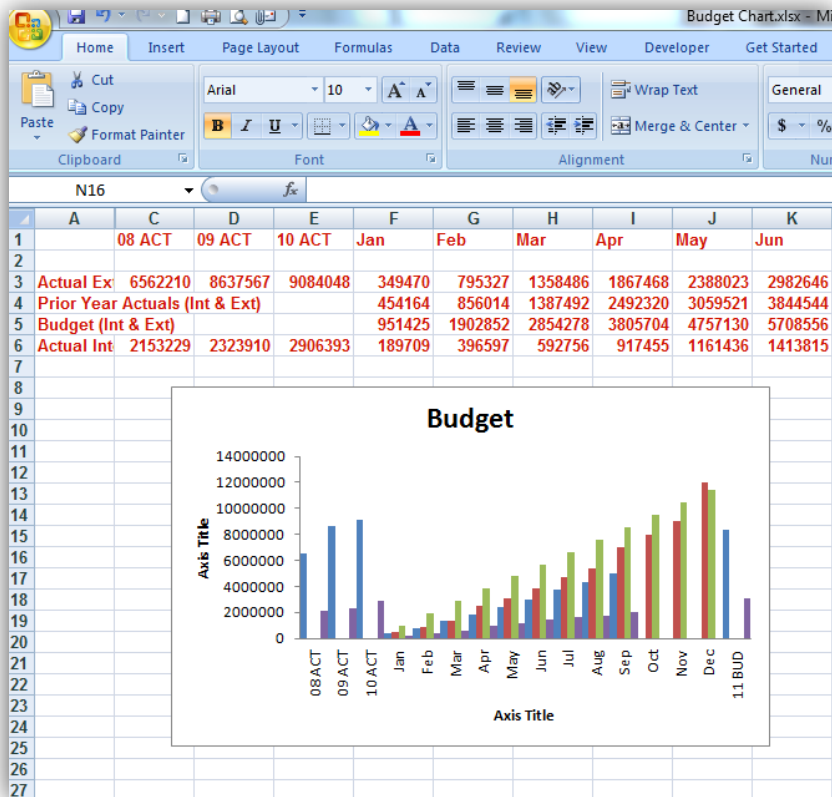 Budget Chart.xlsx - Mi
Home Insert Page Layout Formulas Data Review View Developer Get Started
Cut
Copy
Format Painter
Paste
Arial 10
Wrap Text
General
B I U
A
Merge & Center
$ %
Clipboard Font Alignment Nu
N16 fx
A C D E F G H I J K
1 08 ACT 09 ACT 10 ACT Jan Feb Mar Apr May Jun
2
3 Actual Ex 6562210 8637567 9084048 349470 795327 1358486 1867468 2388023 2982646
4 Prior Year Actuals (Int & Ext) 454164 856014 1387492 2492320 3059521 3844544
5 Budget (Int & Ext) 951425 1902852 2854278 3805704 4757130 5708556
6 Actual Int 2153229 2323910 2906393 189709 396597 592756 917455 1161436 1413815
7
8
9
10
11
12
13
14
15
16
17
18
19
20
21
22
23
24
25
26
27
Budget
14000000
12000000
10000000
8000000
6000000
4000000
2000000
0
Axis Title
08 ACT 09 ACT 10 ACT Jan Feb Mar Apr May Jun Jul Aug Sep Oct Nov Dec 11 BUD
Axis Title